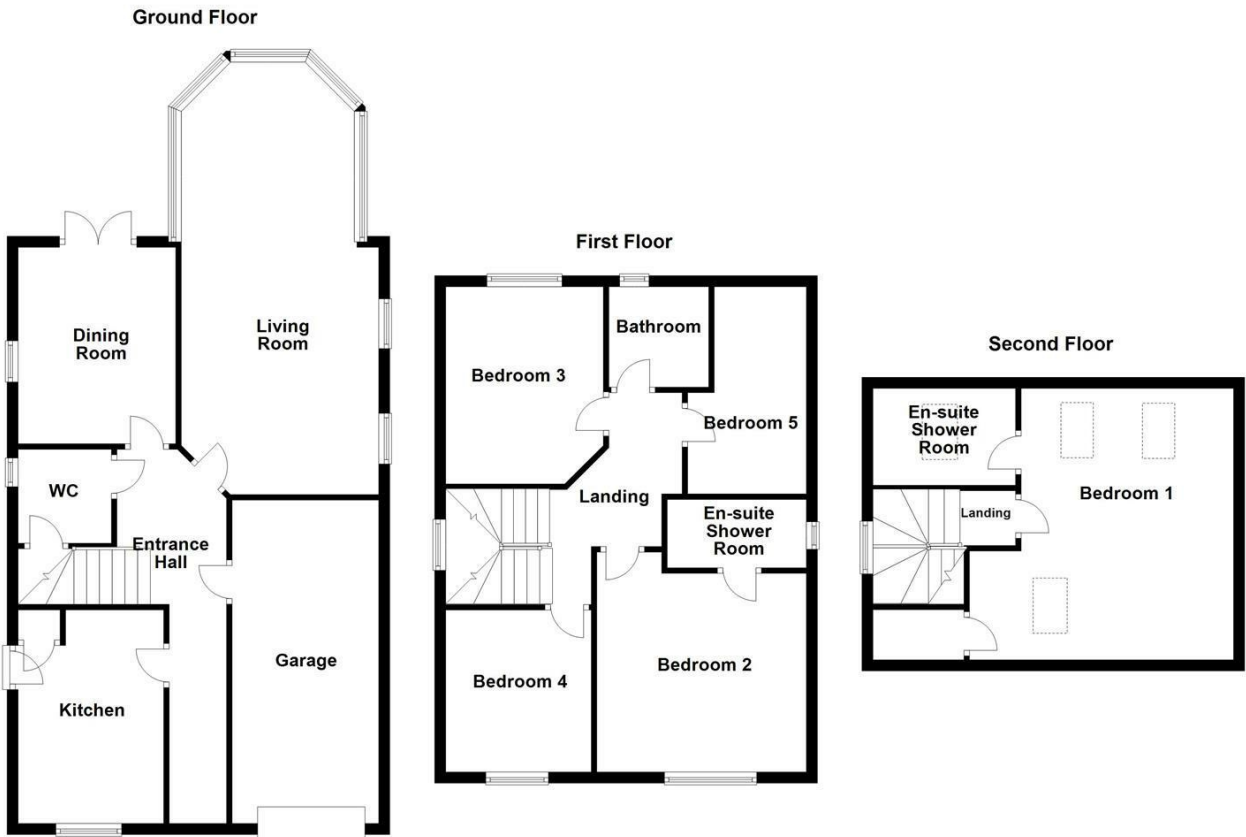 Ground Floor
Dining
Room
Living
Room
WC
Entrance
Hall
Garage
Kitchen
First Floor
Bathroom
Bedroom 3
Bedroom 5
Landing
En-suite
Shower
Room
Bedroom 4
Bedroom 2
Second Floor
En-suite
Shower
Room
Bedroom 1
Landing